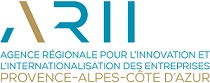 ARII
AGENCE RÉGIONALE POUR L'INNOVATION ET
L'INTERNATIONALISATION DES ENTREPRISES
PROVENCE-ALPES-CÔTE D'AZUR